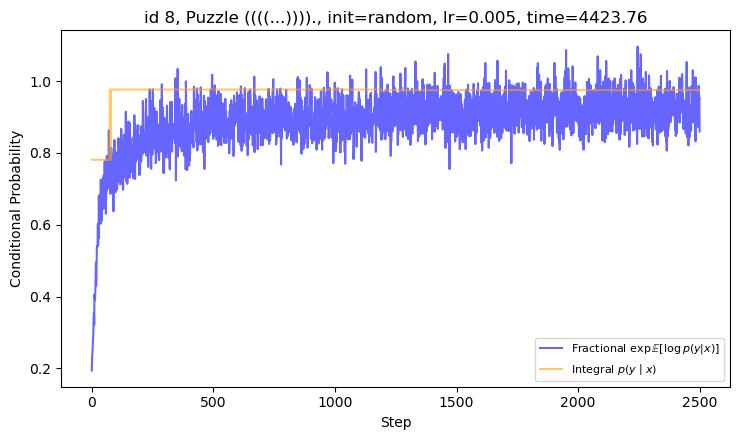 id 8, Puzzle ((((...))))., init=random, lr=0.005, time=4423.76
Conditional Probability
1.0
0.8
0.6
0.4
0.2
Fractional exp𝔼[log p(y|x)]
Integral p(y | x)
0 500 1000 1500 2000 2500
Step